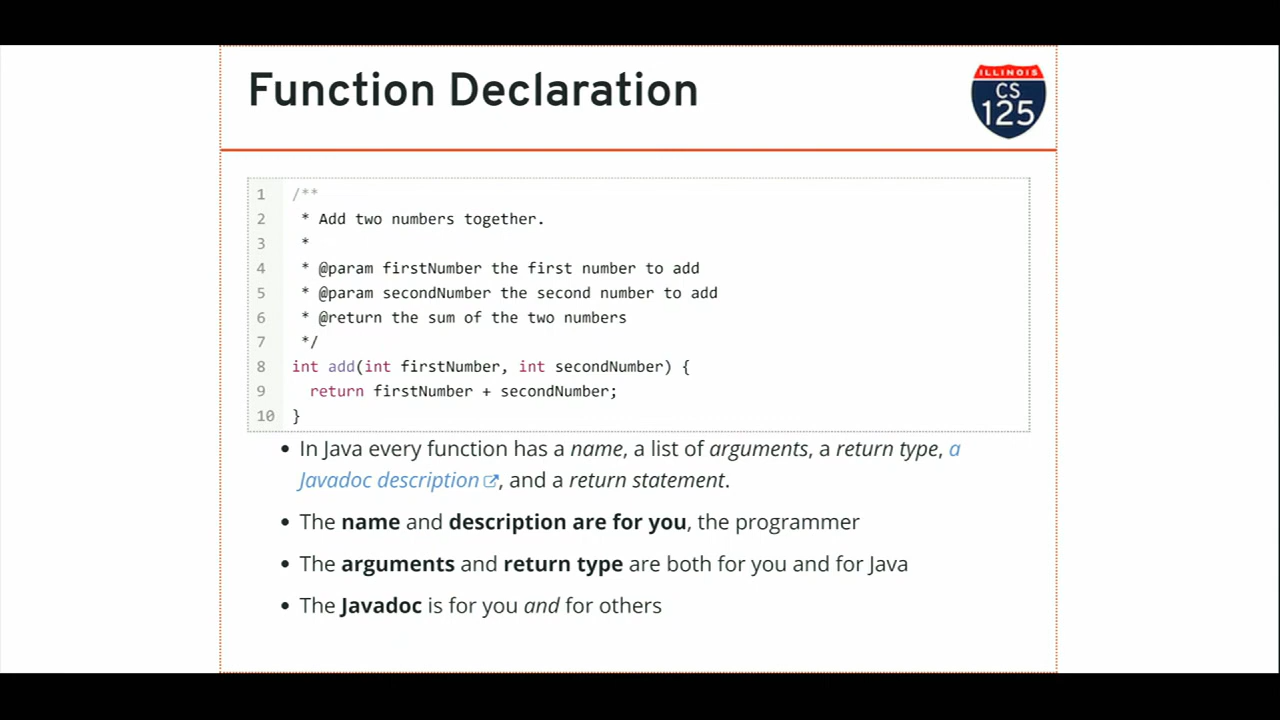 Function Declaration
ILLINOIS
CS
125
1 /**
2  * Add two numbers together.
3  *
4  * @param firstNumber the first number to add
5  * @param secondNumber the second number to add
6  * @return the sum of the two numbers
7  */
8 int add(int firstNumber, int secondNumber) {
9   return firstNumber + secondNumber;
10 }
• In Java every function has a name, a list of arguments, a return type, a
Javadoc description, and a return statement.
• The name and description are for you, the programmer
• The arguments and return type are both for you and for Java
• The Javadoc is for you and for others